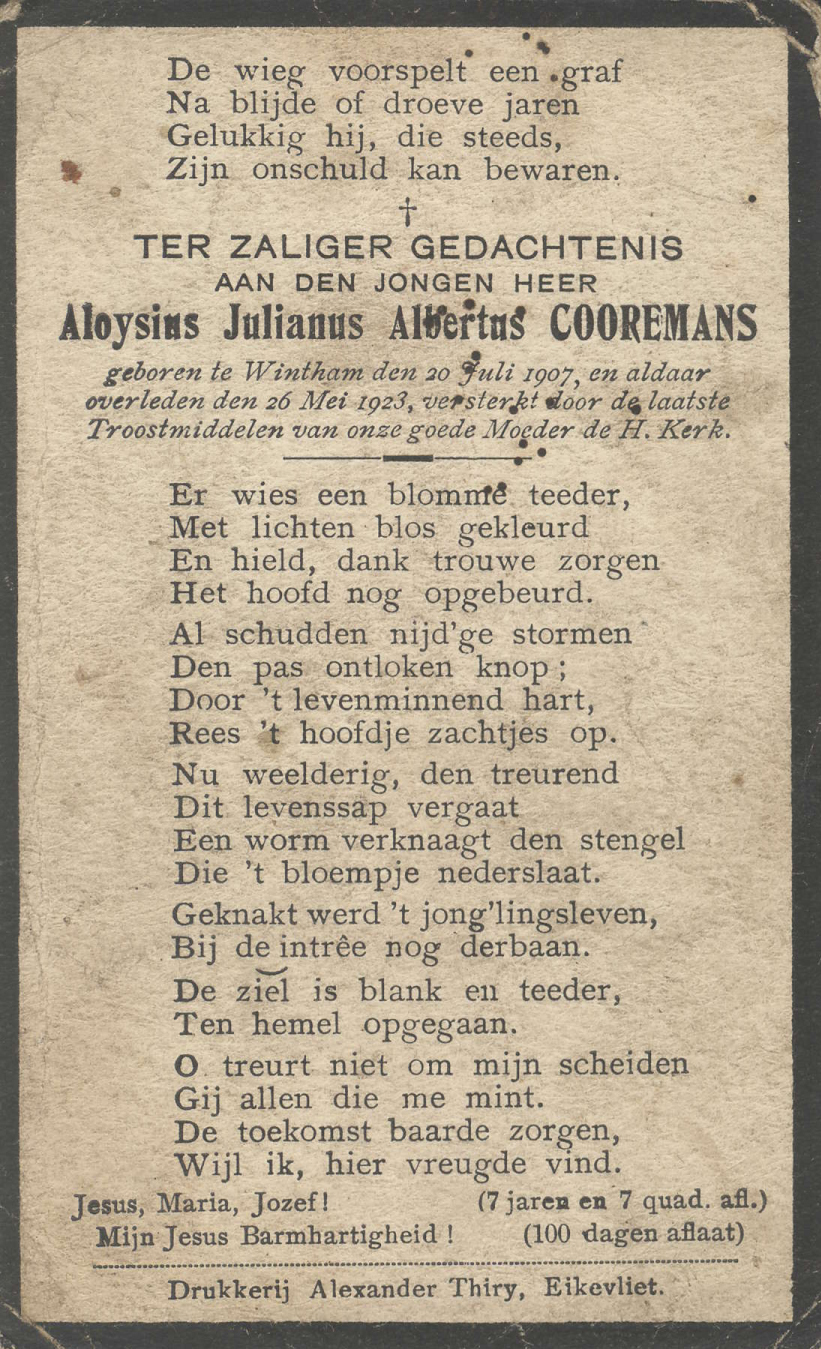 De wieg voorspelt een graf
Na blijde of droeve jaren
Gelukkig hij, die steeds,
Zijn onschuld kan bewaren.
†
TER ZALIGER GEDACHTENIS
AAN DEN JONGEN HEER
Aloysius Julianus Albertus COOREMANS
geboren te Wintham den 20 Juli 1907, en aldaar
overleden den 26 Mei 1923, versterkt door de laatste
Troostmiddelen van onze goede Moeder de H. Kerk.
Er wies een blomme teeder,
Met lichten blos gekleurd
En hield, dank trouwe zorgen
Het hoofd nog opgebeurd.
Al schudden nijd'ge stormen
Den pas ontloken knop ;
Door 't levenminnend hart,
Rees 't hoofdje zachtjes op.
Nu weelderig, den treurend
Dit levenssap vergaat
Een worm verknaagt den stengel
Die 't bloempje nederslaat.
Geknakt werd 't jong'lingsleven,
Bij de intrêe nog derbaan.
De ziel is blank en teeder,
Ten hemel opgegaan.
O treurt niet om mijn scheiden
Gij allen die me mint.
De toekomst baarde zorgen,
Wijl ik, hier vreugde vind.
Jesus, Maria, Jozef! (7 jaren en 7 quad. afl.)
Mijn Jesus Barmhartigheid ! (100 dagen aflaat)
Drukkerij Alexander Thiry, Eikevliet.